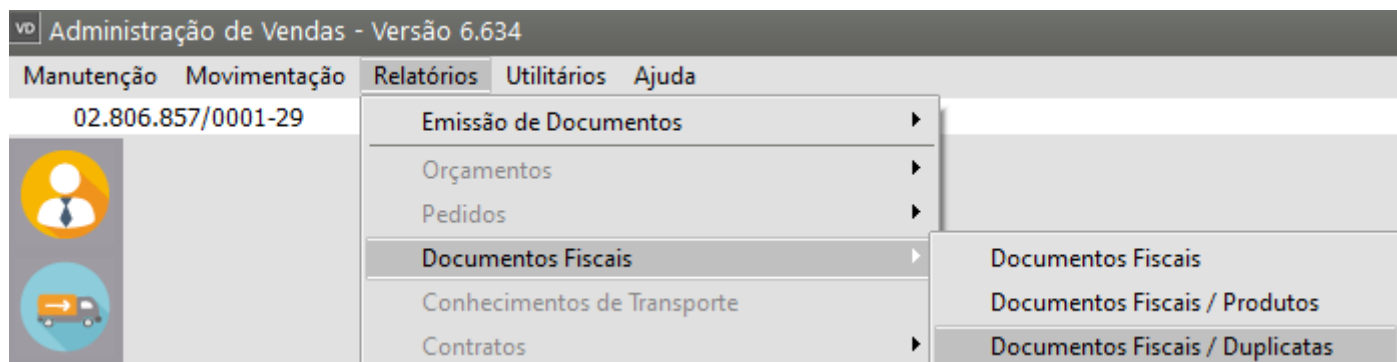 VD Administração de Vendas - Versão 6.634
Manutenção Movimentação Relatórios Utilitários Ajuda
02.806.857/0001-29
Emissão de Documentos
Orçamentos
Pedidos
Documentos Fiscais
Conhecimentos de Transporte
Contratos
Documentos Fiscais
Documentos Fiscais / Produtos
Documentos Fiscais / Duplicatas